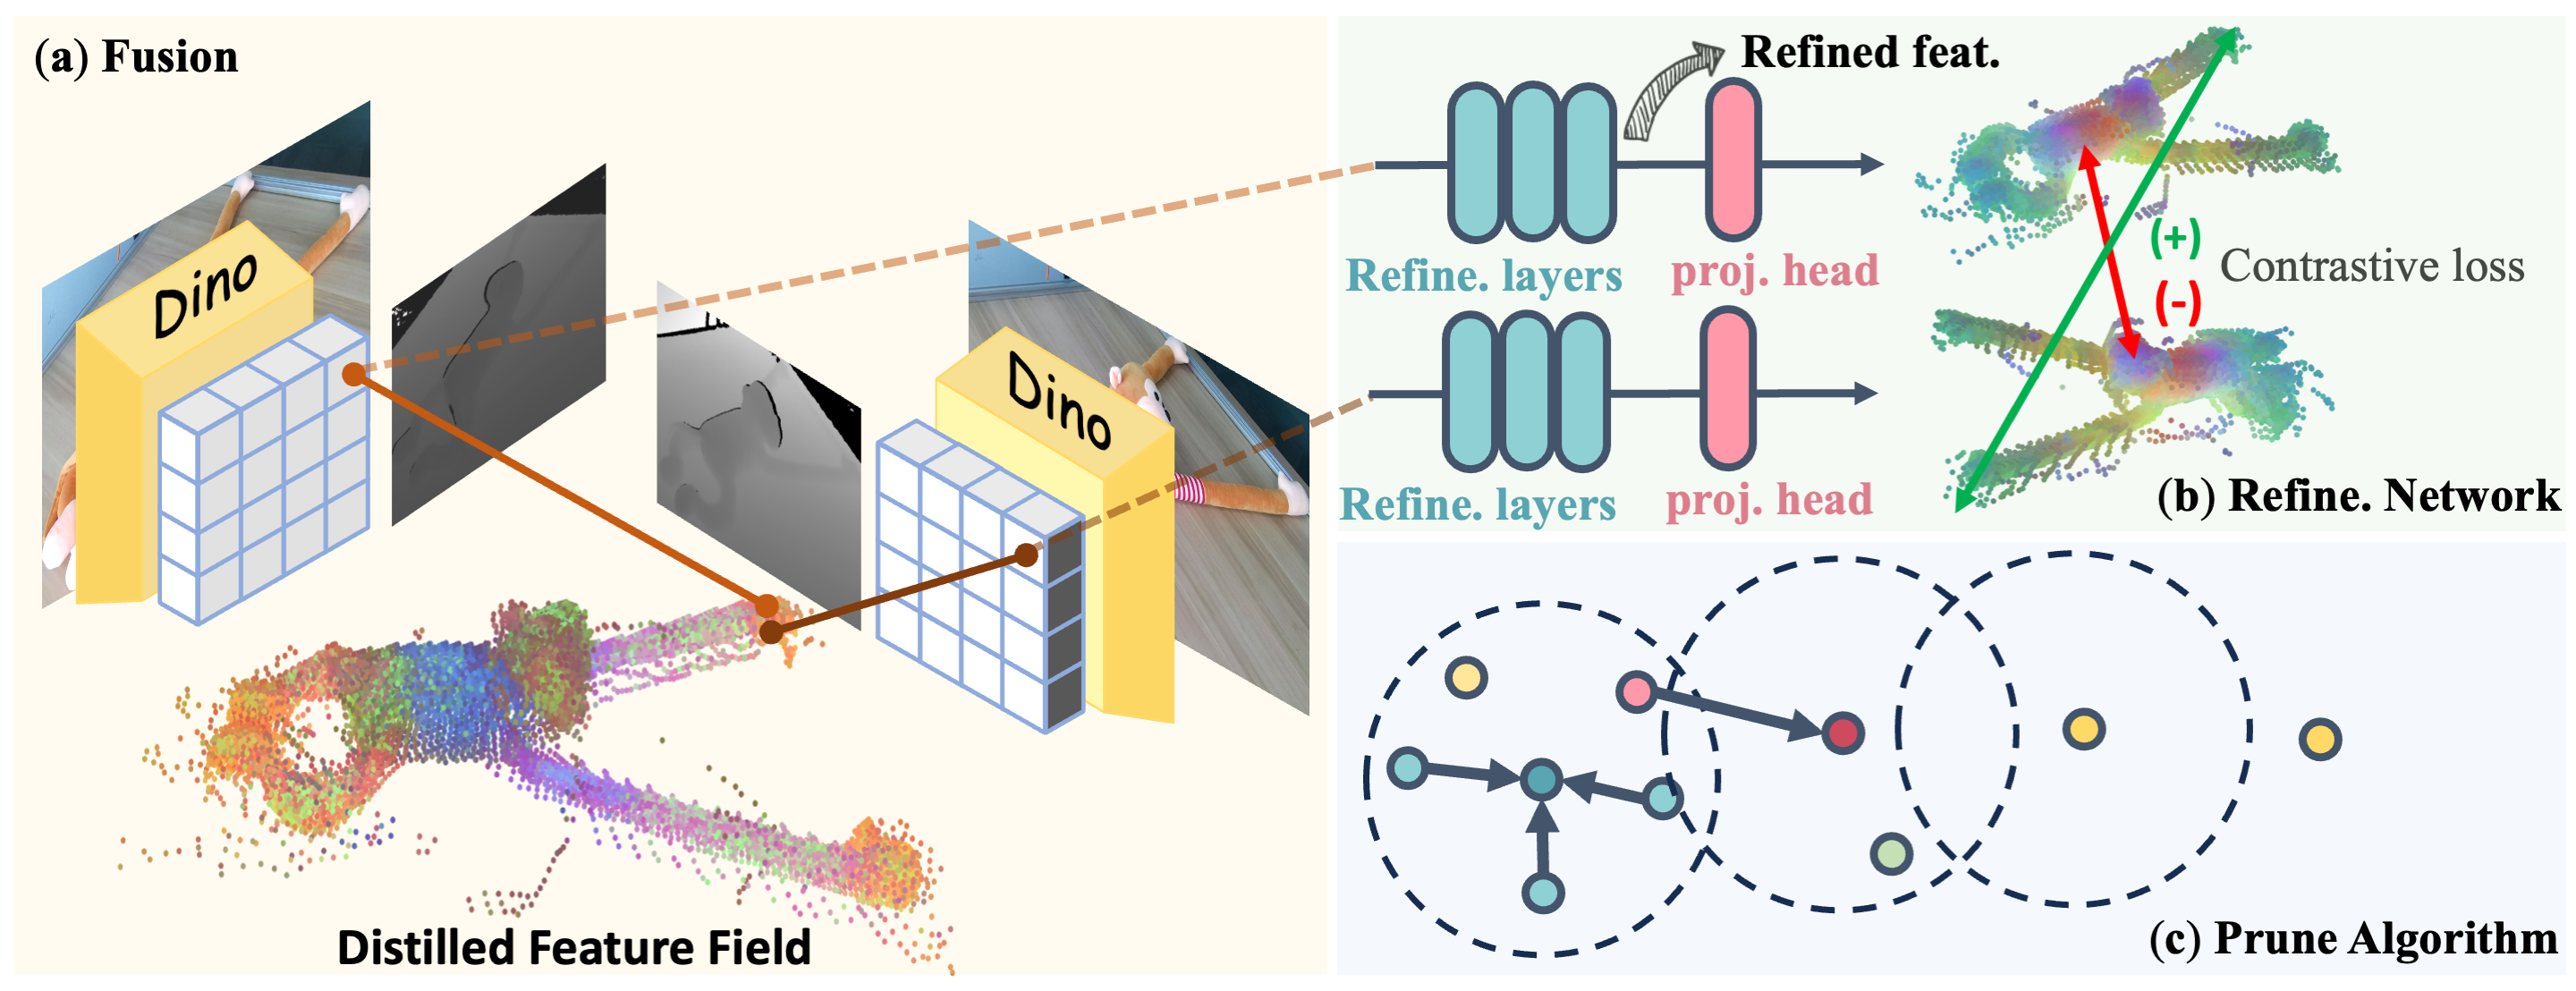 (a) Fusion
Dino
Dino
Distilled Feature Field
Refined feat.
Refine. layers
proj. head
(+)
Contrastive loss
(-)
Refine. layers
proj. head
(b) Refine. Network
(c) Prune Algorithm